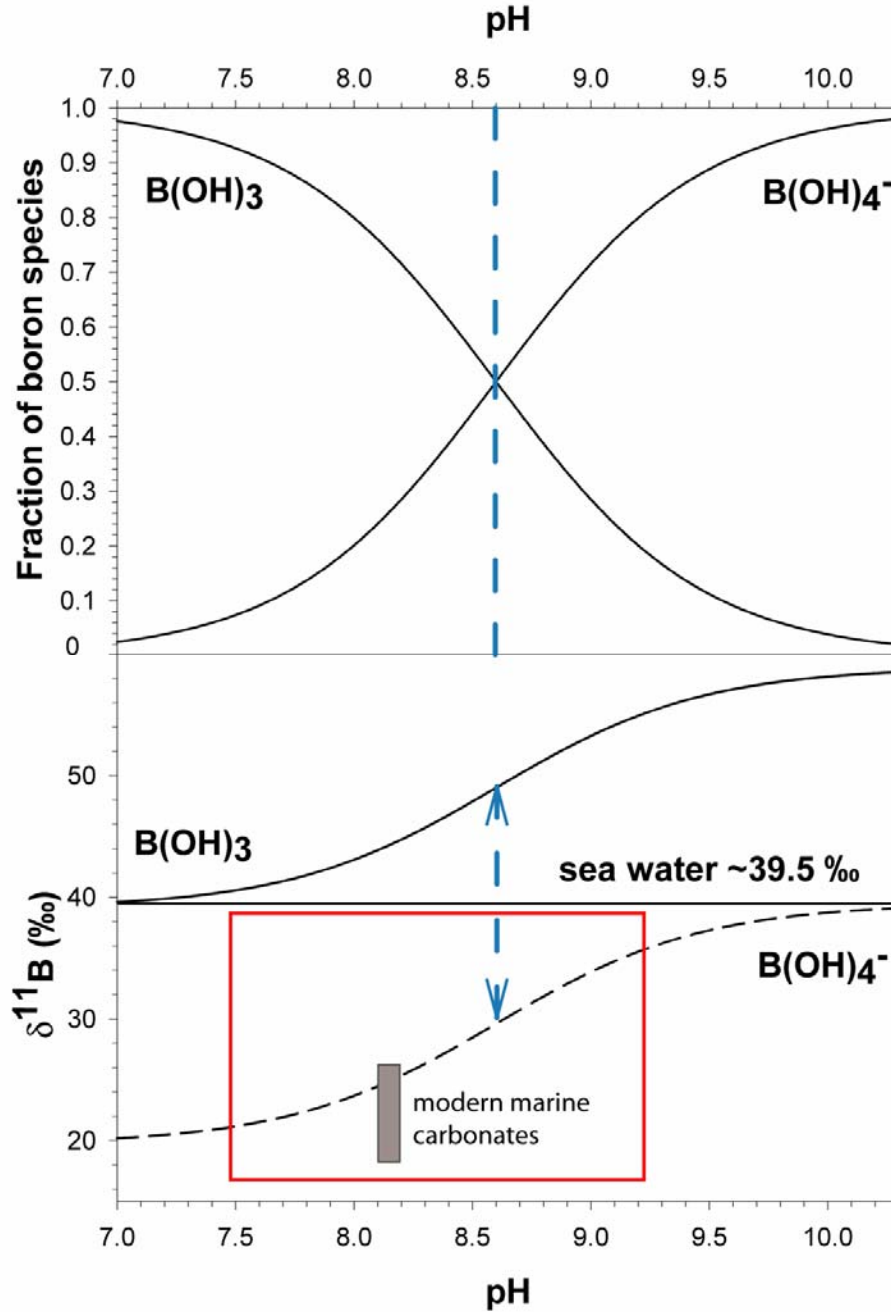 pH
7.0 7.5 8.0 8.5 9.0 9.5 10.0
Fraction of boron species
1.0
0.9
0.8
0.7
0.6
0.5
0.4
0.3
0.2
0.1
0
B(OH)3
B(OH)4-
δ11B (‰)
50
40
30
20
B(OH)3
sea water ~39.5 ‰
B(OH)4-
modern marine
carbonates
7.0 7.5 8.0 8.5 9.0 9.5 10.0
pH